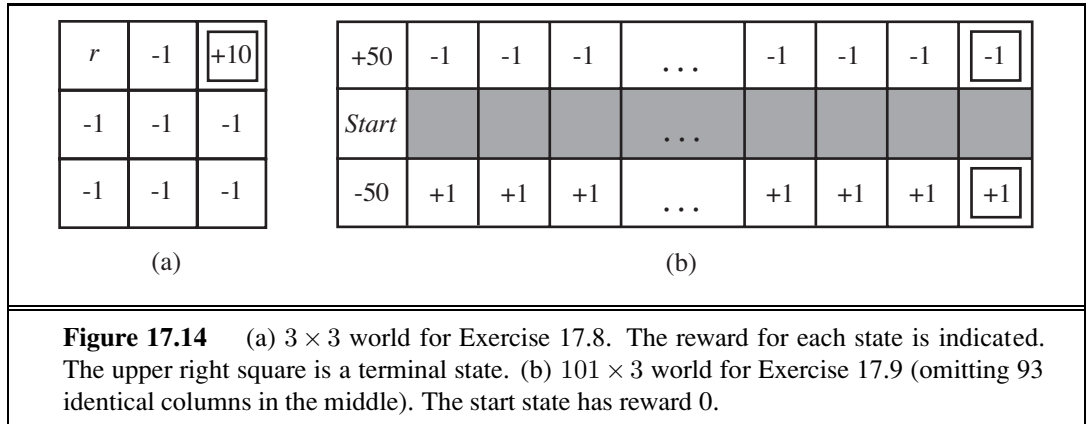 r -1 +10
-1 -1 -1
-1 -1 -1
(a)
+50 -1 -1 -1 ... -1 -1 -1 -1
Start ...
-50 +1 +1 +1 ... +1 +1 +1 +1
(b)
Figure 17.14 (a) 3 × 3 world for Exercise 17.8. The reward for each state is indicated.
The upper right square is a terminal state. (b) 101 × 3 world for Exercise 17.9 (omitting 93
identical columns in the middle). The start state has reward 0.